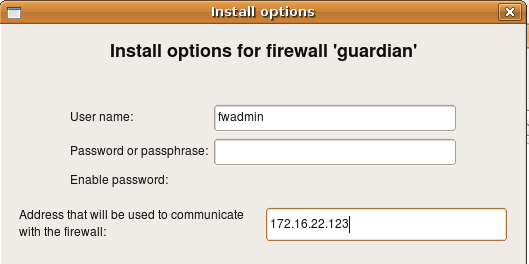 Install options
Install options for firewall 'guardian'
User name: fwadmin
Password or passphrase:
Enable password:
Address that will be used to communicate
with the firewall:
172.16.22.123